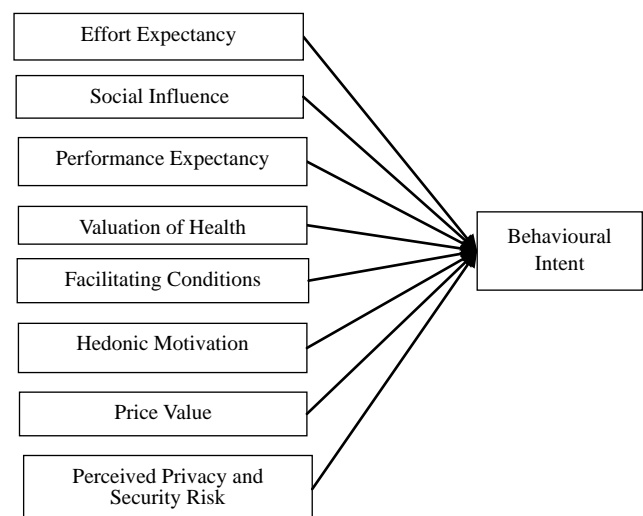 Effort Expectancy
Social Influence
Performance Expectancy
Valuation of Health
Facilitating Conditions
Hedonic Motivation
Price Value
Perceived Privacy and
Security Risk
Behavioural
Intent